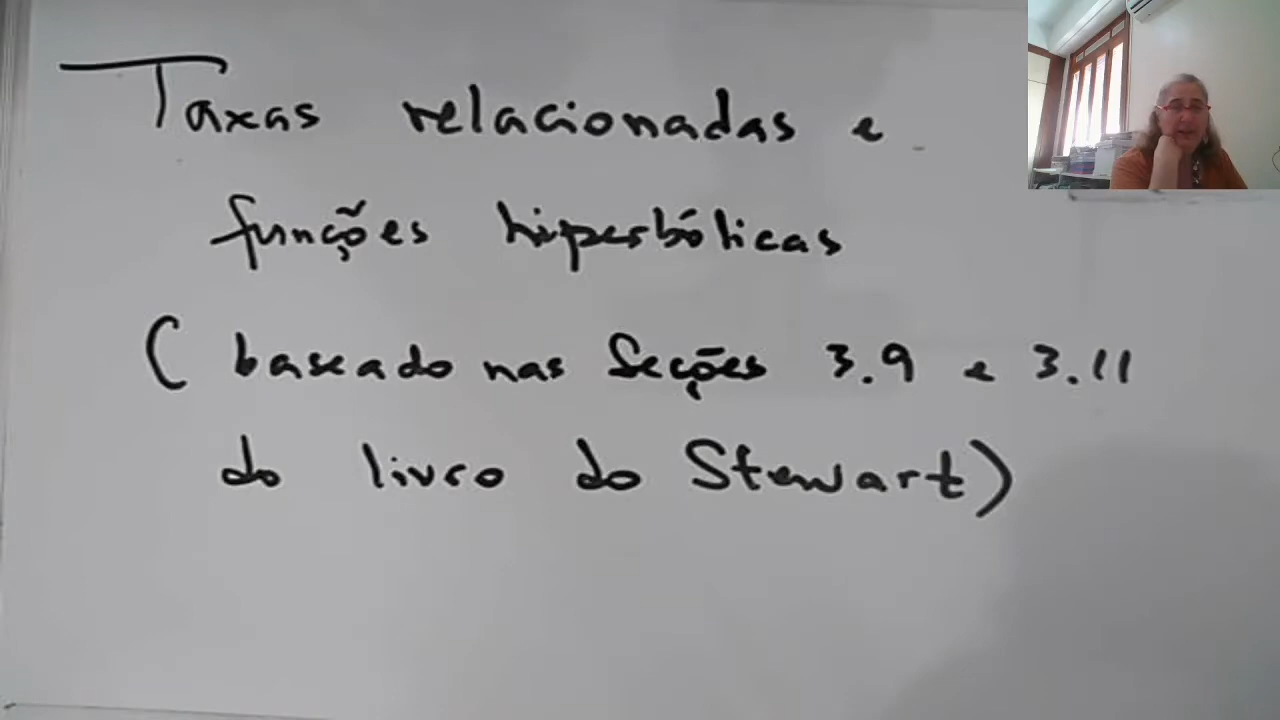 Taxas relacionadas e
funções hiperbólicas
(baseado nas Seções 3.9 e 3.11
do livro do Stewart)